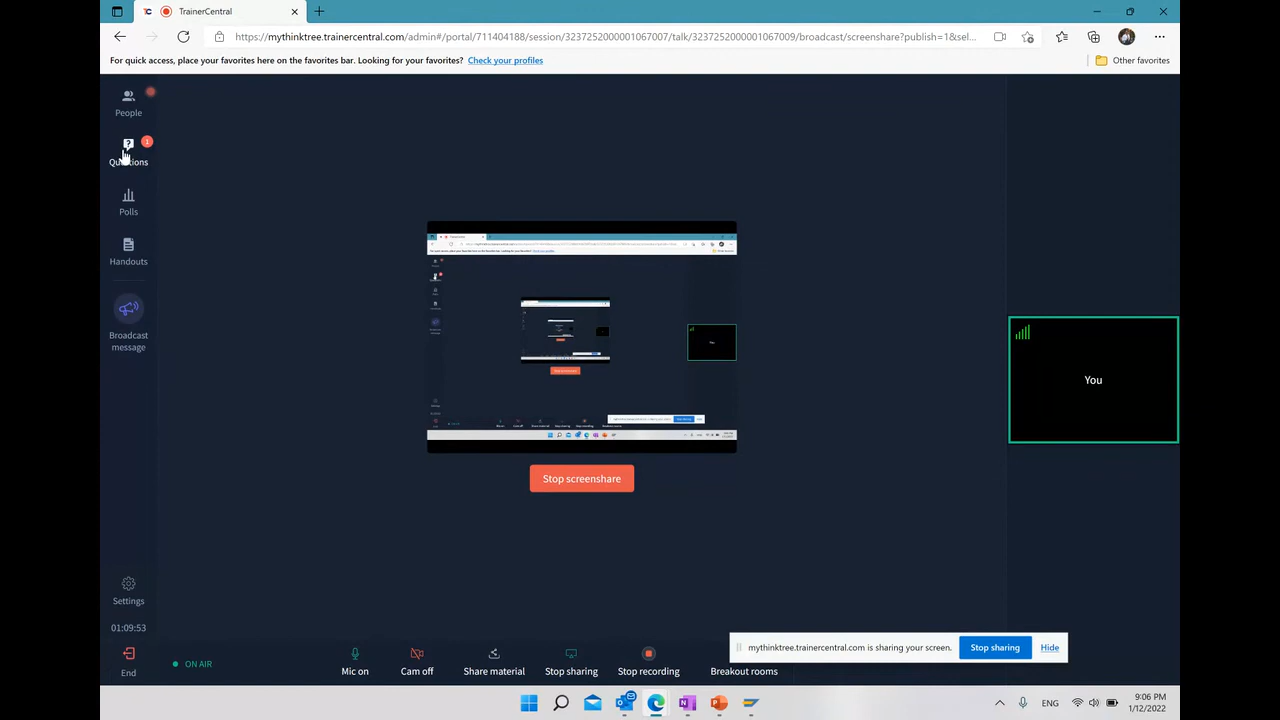 TC
TrainerCentral
https://mythinktree.trainercentral.com/admin#/portal/711404188/session/3237252000001067007/talk/3237252000001067009/broadcast/screenshare?publish=1&sel...
For quick access, place your favorites here on the favorites bar. Looking for your favorites? Check your profiles
Other favorites
People
1
Questions
Polls
Handouts
Broadcast
message
You
Stop screenshare
Settings
01:09:53
mythinktree.trainercentral.com is sharing your screen. Stop sharing Hide
End
ON AIR
Mic on
Cam off
Share material
Stop sharing
Stop recording
Breakout rooms
ENG
9:06 PM
1/12/2022